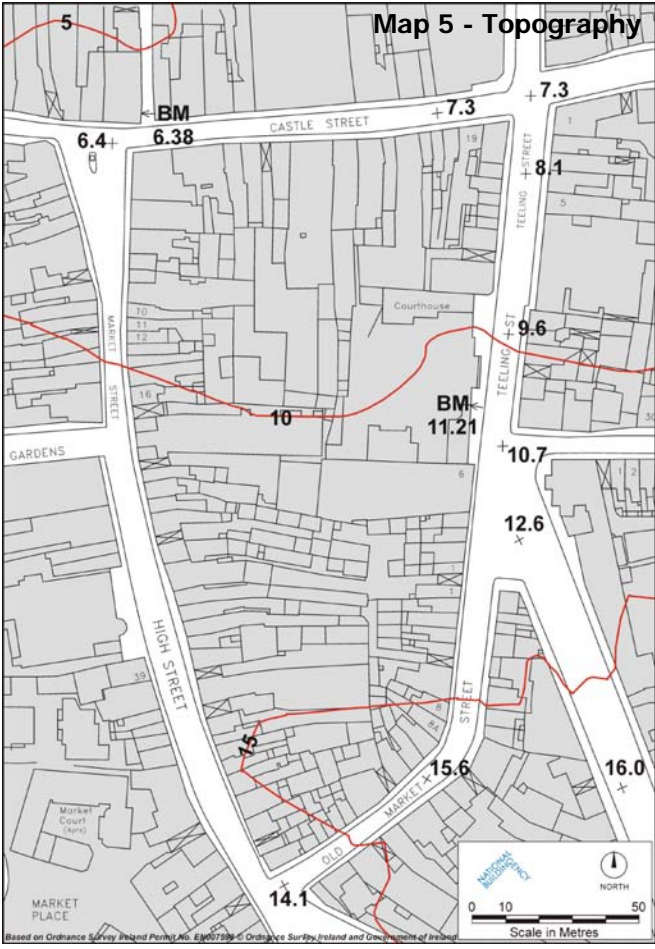 Map 5 - Topography
5
BM
6.38
6.4
CASTLE STREET
7.3
7.3
19
1
TEELING STREET
8.1
5
Courthouse
MARKET STREET
10
11
12
16
TEELING ST
9.6
10
BM
11.21
30
GARDENS
10.7
6
1 2
12.6
1
1
HIGH STREET
39
8
8A
STREET
15
15.6
OLD MARKET
16.0
Market
Court
(Apts)
14.1
MARKET
PLACE
NATIONAL
BUILDING AGENCY
NORTH
0 10 50
Scale in Metres
Based on Ordnance Survey Ireland Permit No. © Ordnance Survey Ireland and Government of Ireland